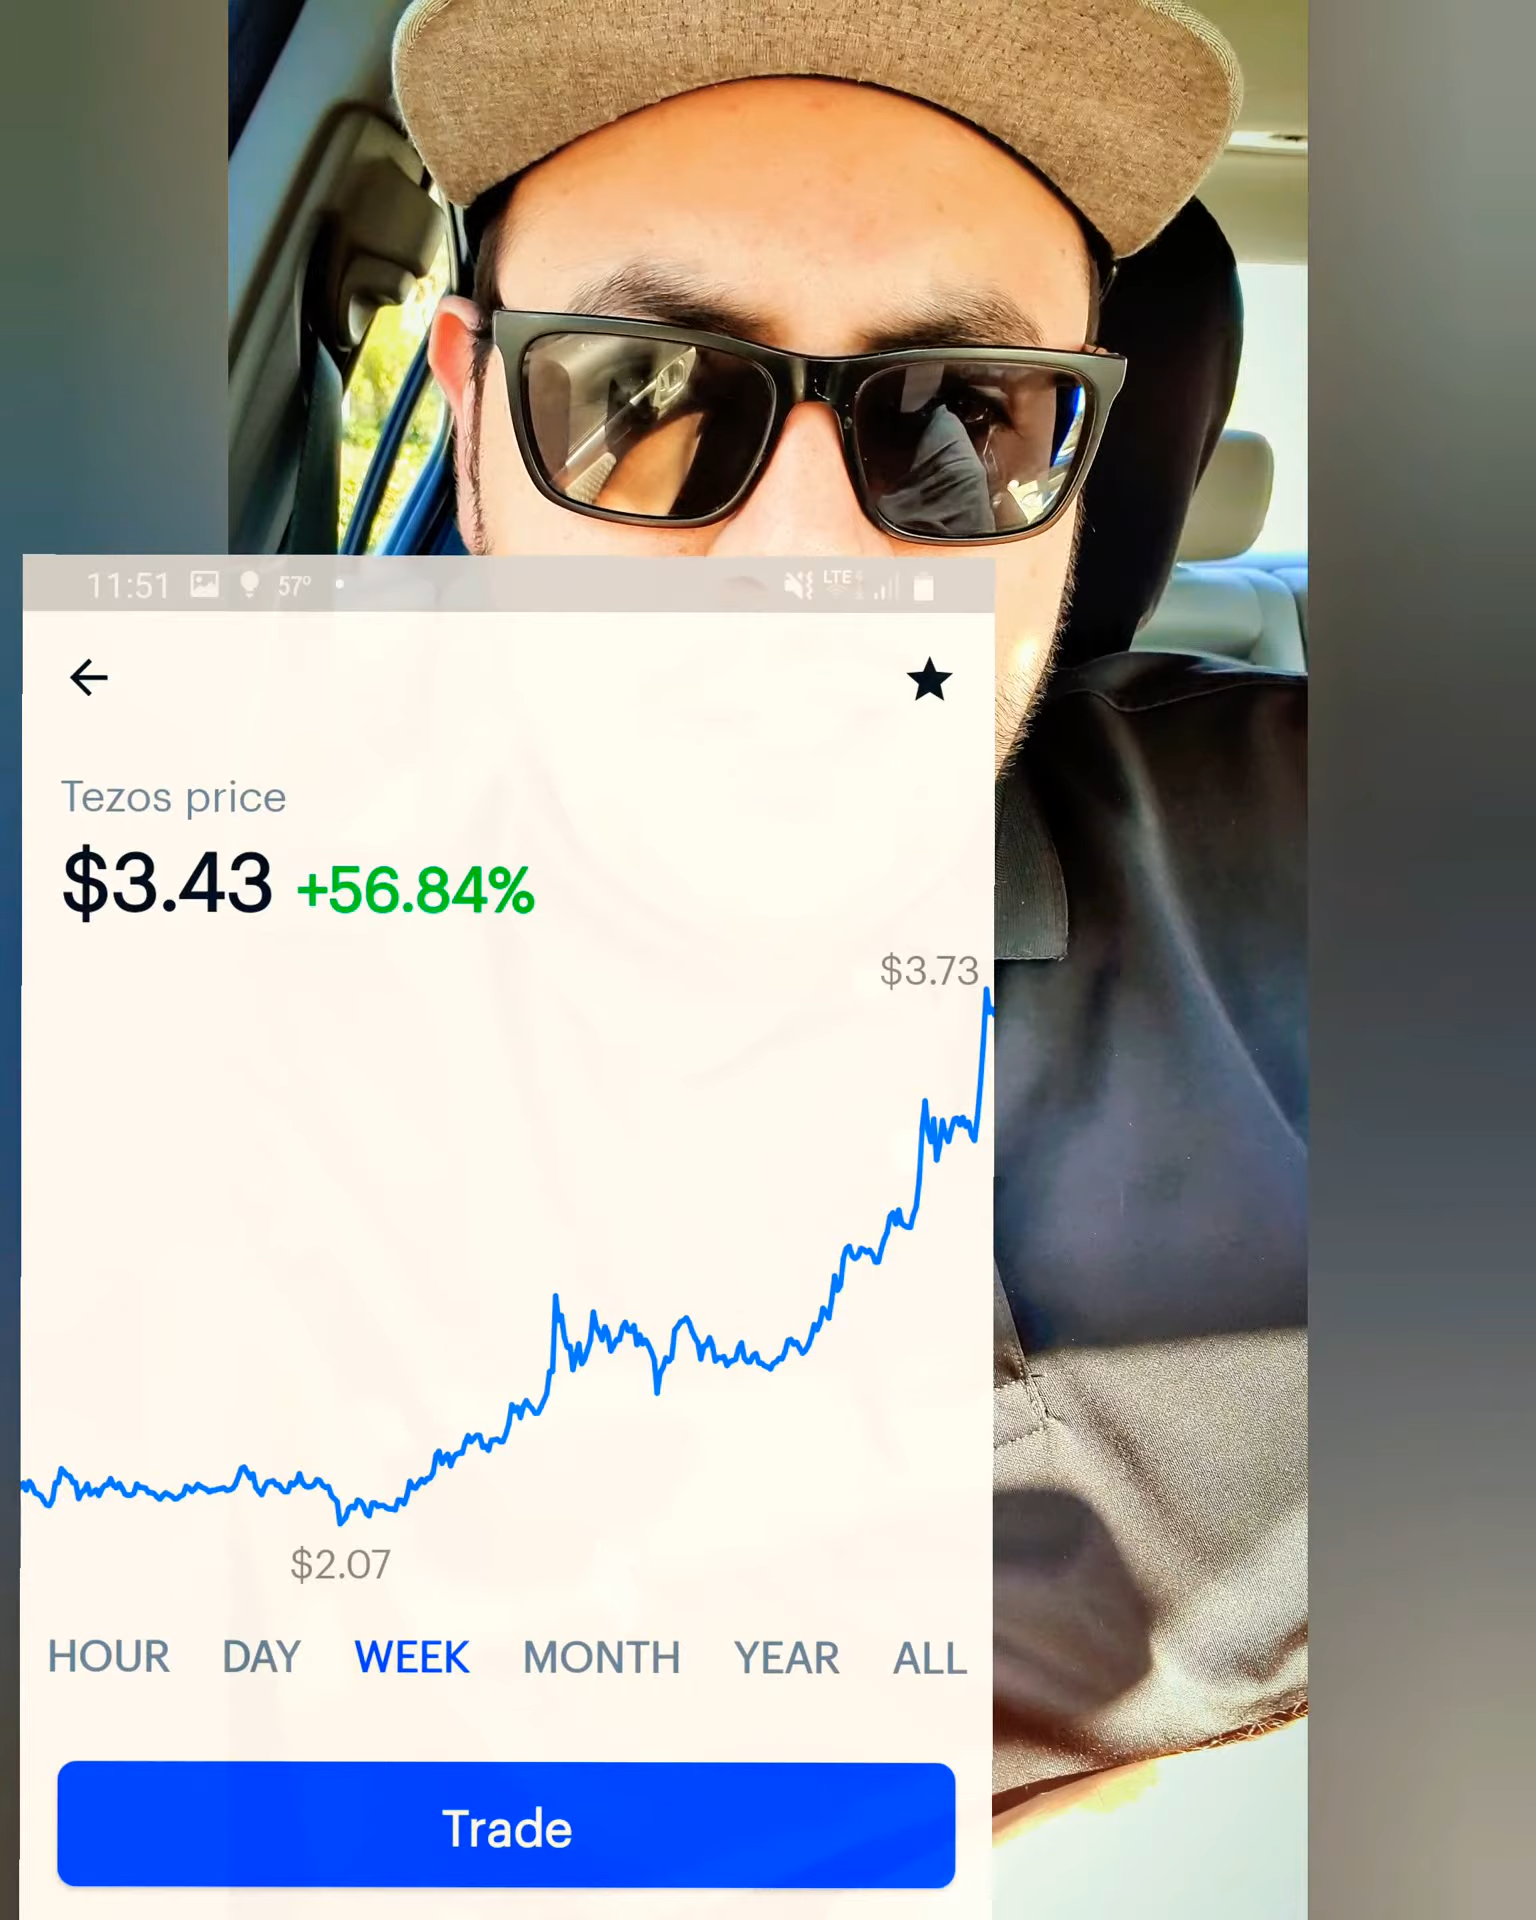 11:51 57° LTE
Tezos price
$3.43 +56.84%
$3.73
$2.07
HOUR DAY WEEK MONTH YEAR ALL
Trade